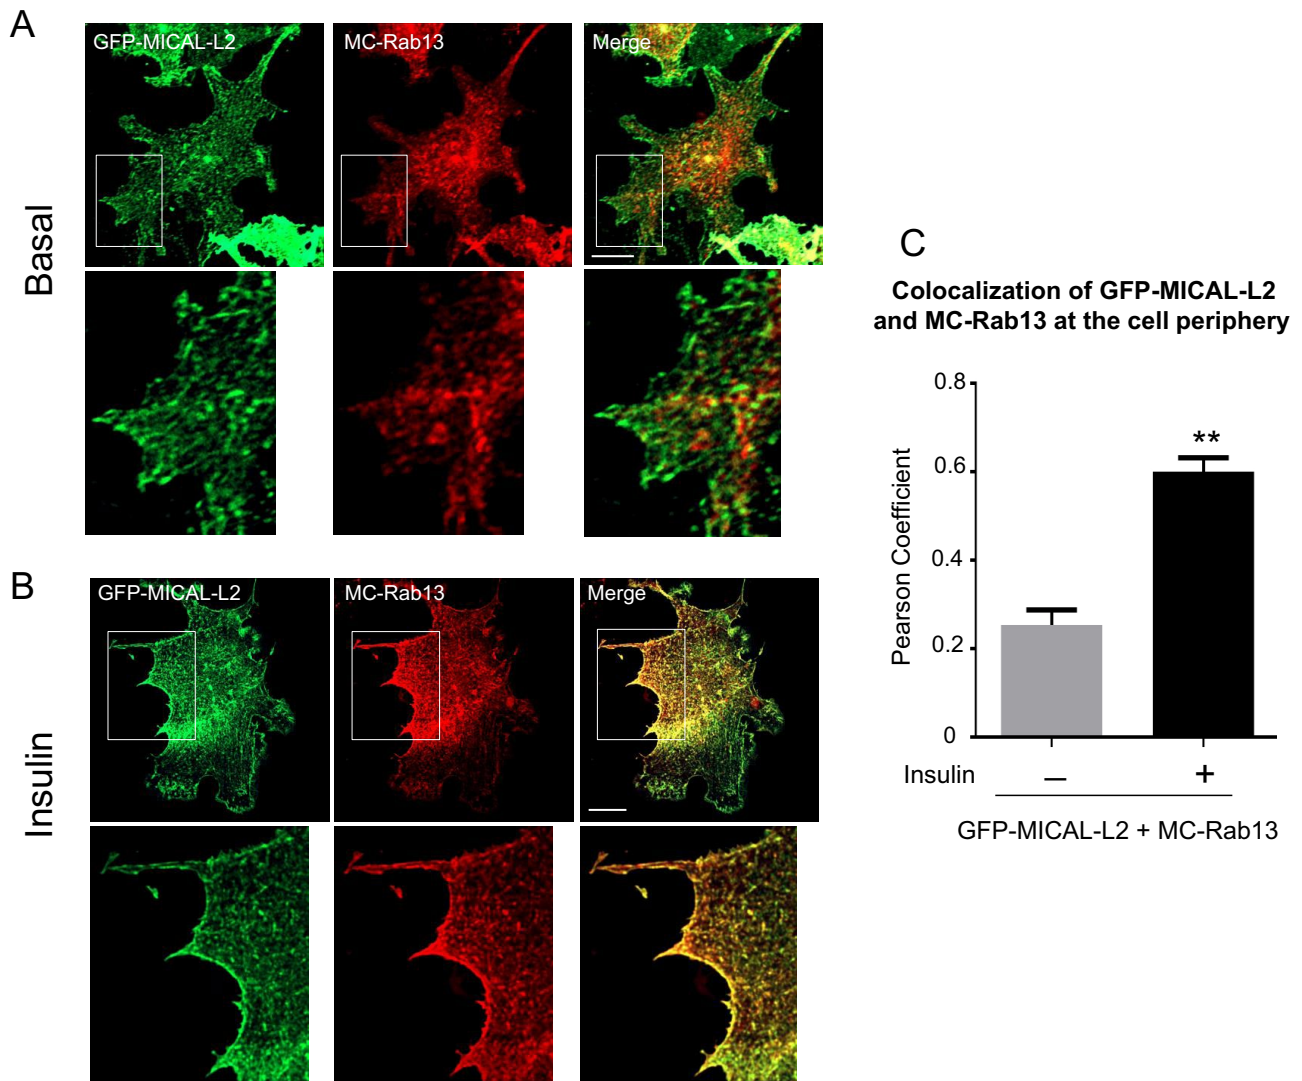 A
GFP-MICAL-L2
MC-Rab13
Merge
Basal
B
GFP-MICAL-L2
MC-Rab13
Merge
Insulin
C
Colocalization of GFP-MICAL-L2
and MC-Rab13 at the cell periphery
Pearson Coefficient
0.8
0.6
0.4
0.2
0
**
Insulin – +
GFP-MICAL-L2 + MC-Rab13